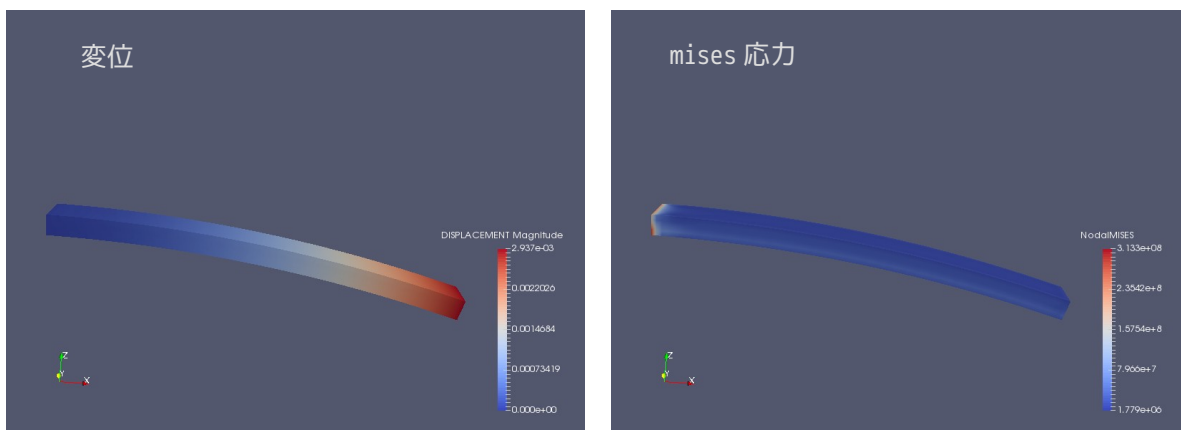 変位
DISPLACEMENT Magnitude
2.937e-03
0.0022026
0.0014684
0.00073419
0.000e+00
Z
Y
X
mises 応力
NodalMISES
3.133e+08
2.3542e+8
1.5754e+8
7.966e+7
1.779e+06
Z
Y
X